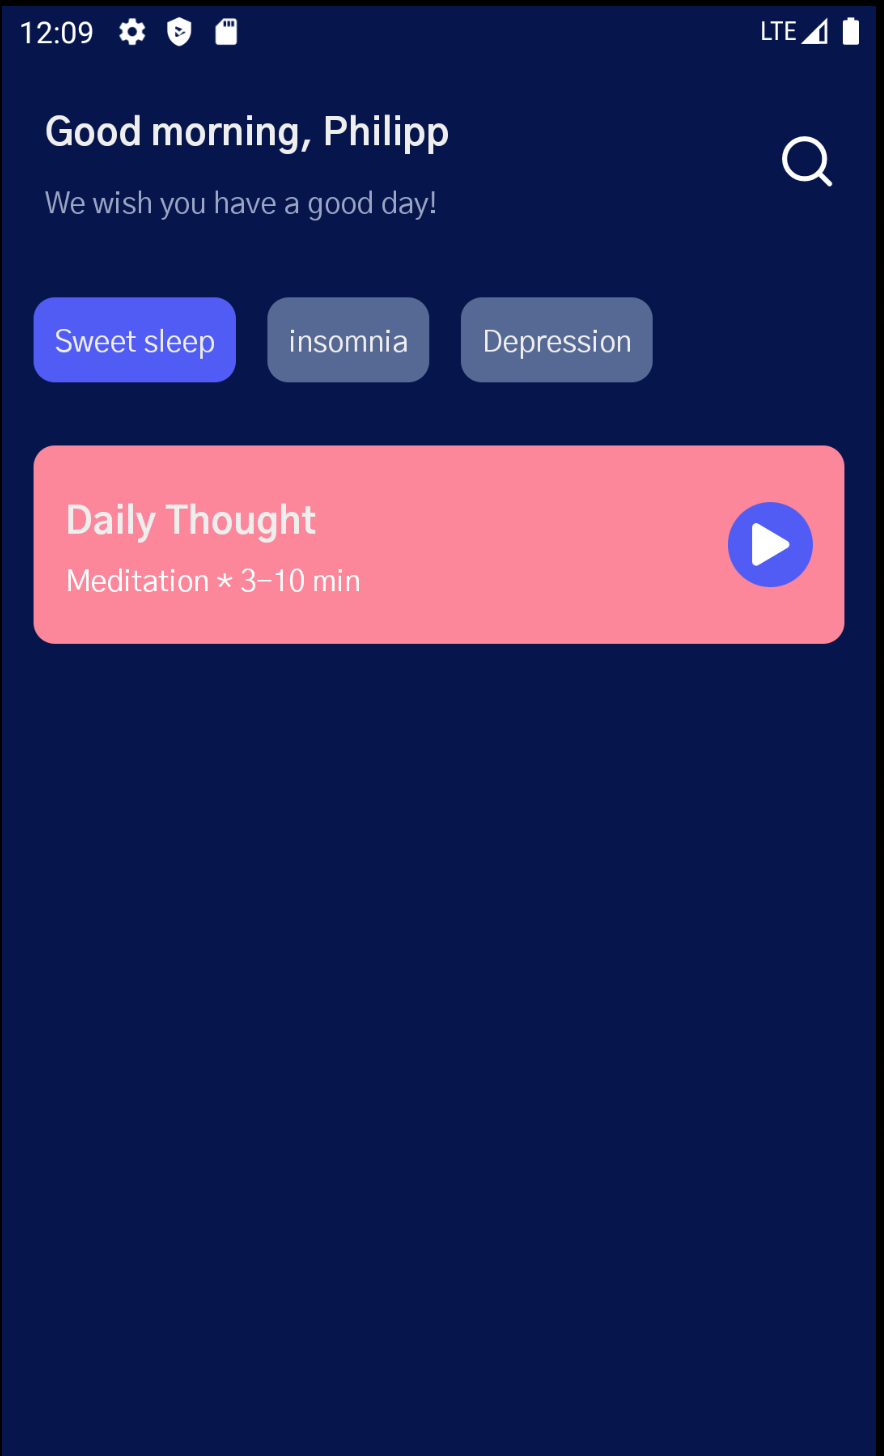 12:09 LTE
Good morning, Philipp
We wish you have a good day!
Sweet sleep insomnia Depression
Daily Thought
Meditation * 3-10 min